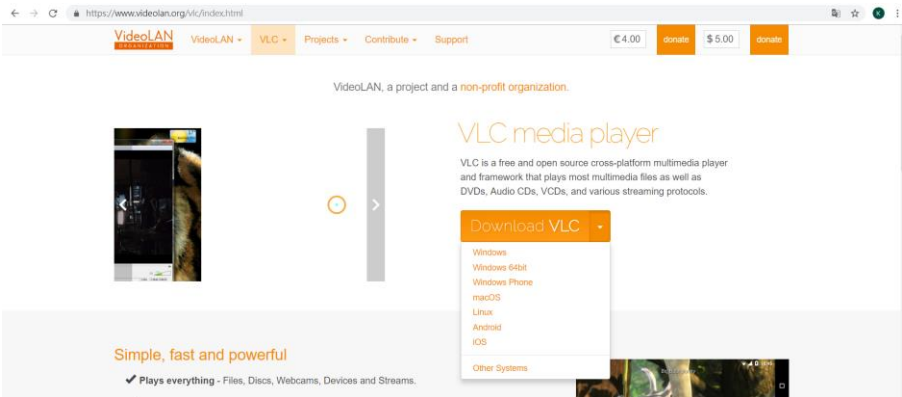 https://www.videolan.org/vlc/index.html
K
VideoLAN
ORGANIZATION
VideoLAN
VLC
Projects
Contribute
Support
€ 4.00
donate
$ 5.00
donate
VideoLAN, a project and a non-profit organization.
VLC media player
VLC is a free and open source cross-platform multimedia player
and framework that plays most multimedia files as well as
DVDs, Audio CDs, VCDs, and various streaming protocols.
Download VLC
Windows
Windows 64bit
Windows Phone
macOS
Linux
Android
iOS
Other Systems
Simple, fast and powerful
Plays everything - Files, Discs, Webcams, Devices and Streams.